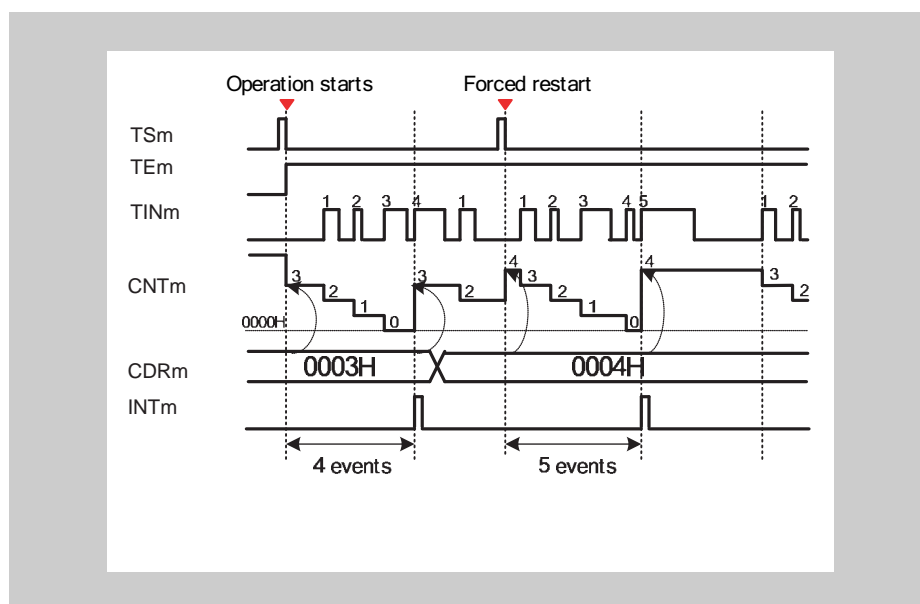 Operation starts Forced restart
TSm
TEm
1 2 3 4 1 1 2 3 4 5 1 2
TINm
4 4
3 3 3 3
CNTm 2 2 2 2
1 1
0000H 0 0
CDRm 0003H 0004H
INTm
4 events 5 events